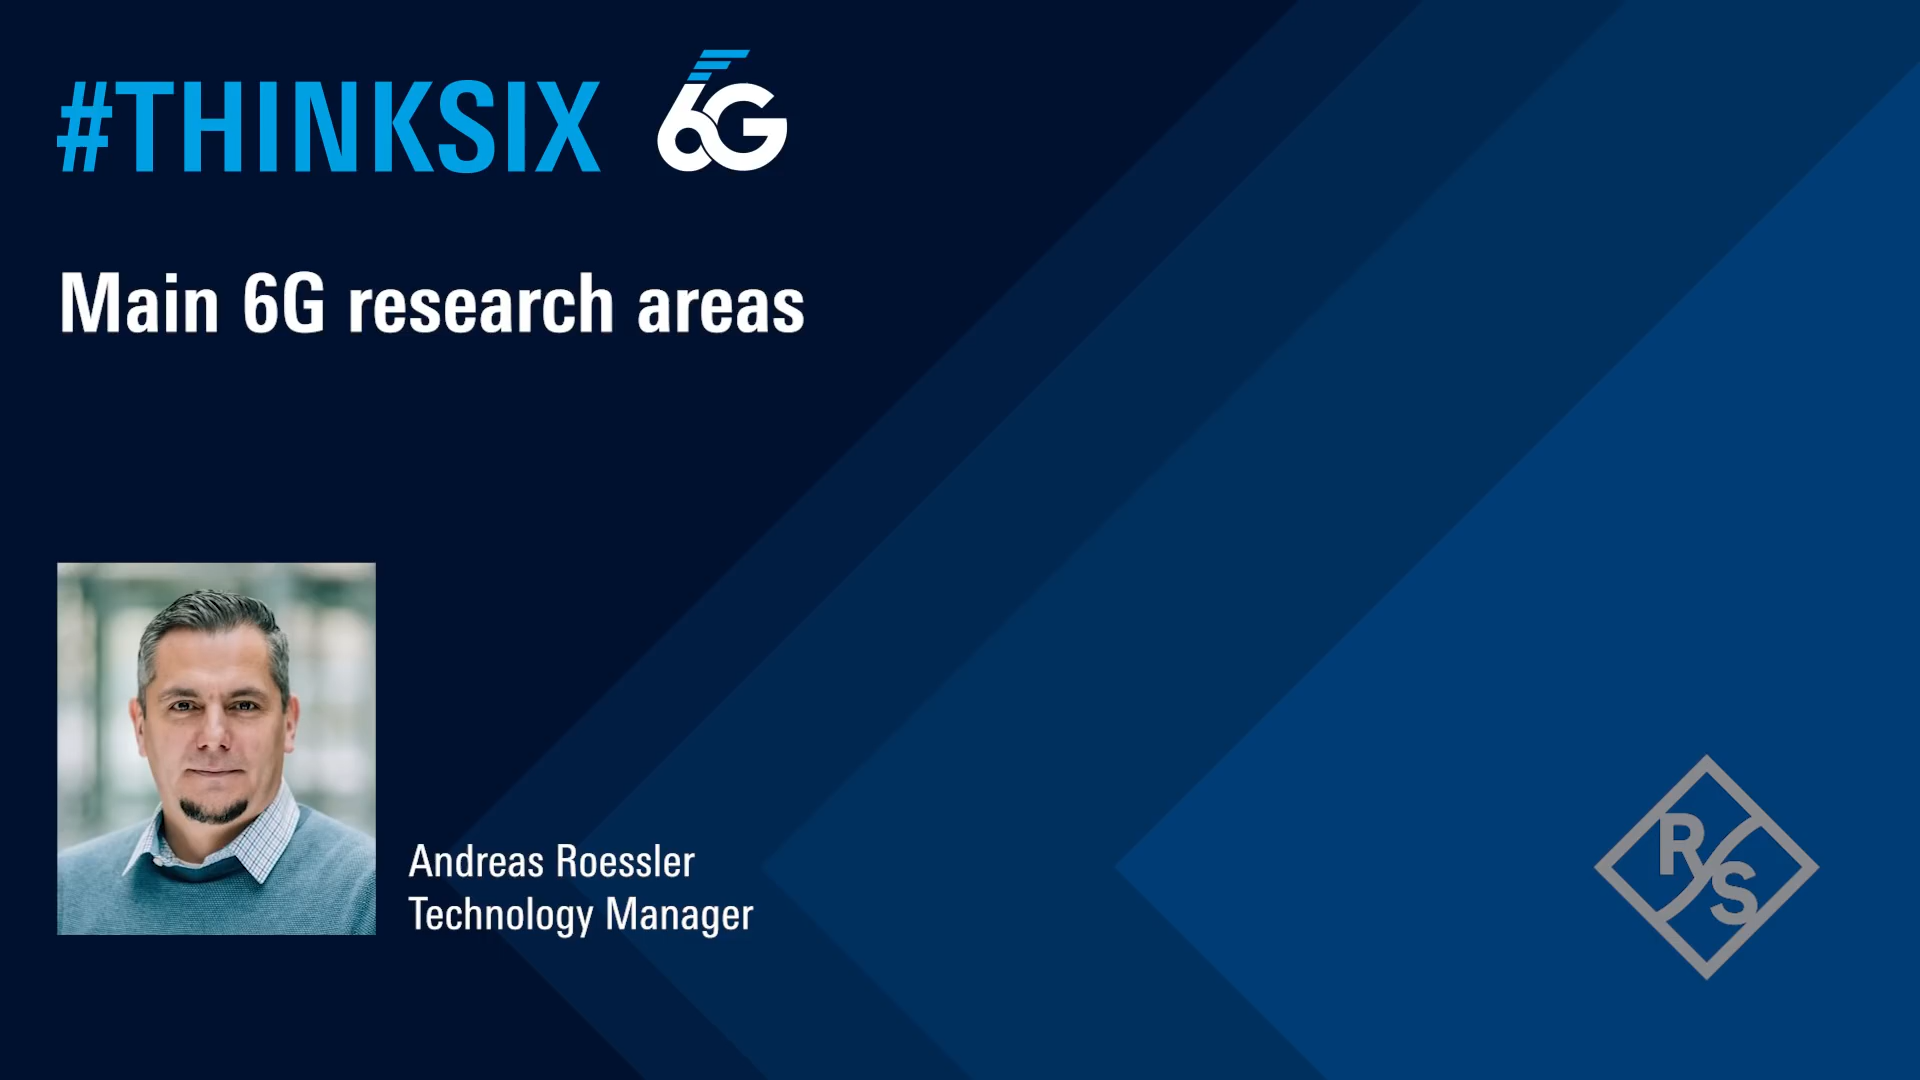 #THINKSIX 6G
Main 6G research areas
Andreas Roessler
Technology Manager
R S